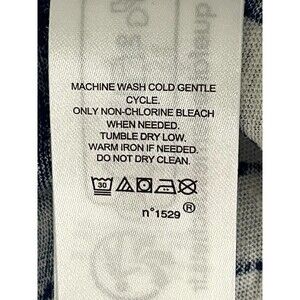 MACHINE WASH COLD GENTLE
CYCLE.
ONLY NON-CHLORINE BLEACH
WHEN NEEDED.
TUMBLE DRY LOW.
WARM IRON IF NEEDED.
DO NOT DRY CLEAN.
30
n°1529 ®